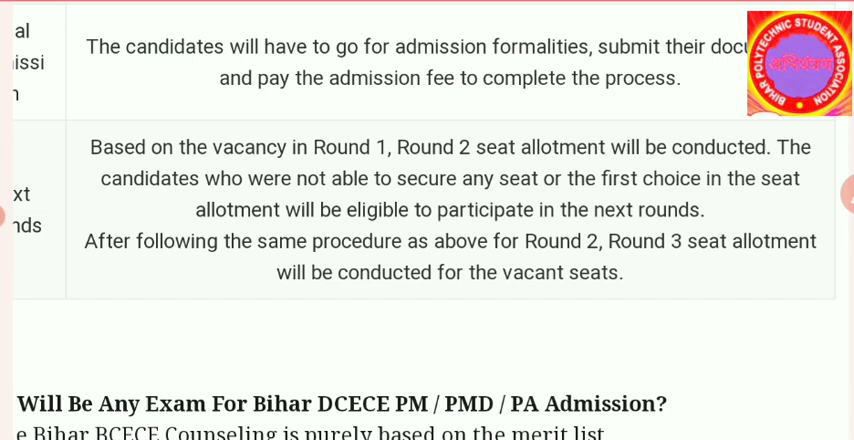 al
issi
n
The candidates will have to go for admission formalities, submit their docu
and pay the admission fee to complete the process.
BIHAR POLYTECHNIC STUDENT ASSOCIATION
xt
nds
Based on the vacancy in Round 1, Round 2 seat allotment will be conducted. The
candidates who were not able to secure any seat or the first choice in the seat
allotment will be eligible to participate in the next rounds.
After following the same procedure as above for Round 2, Round 3 seat allotment
will be conducted for the vacant seats.
Will Be Any Exam For Bihar DCECE PM / PMD / PA Admission?
e Bihar BCECE Counseling is purely based on the merit list